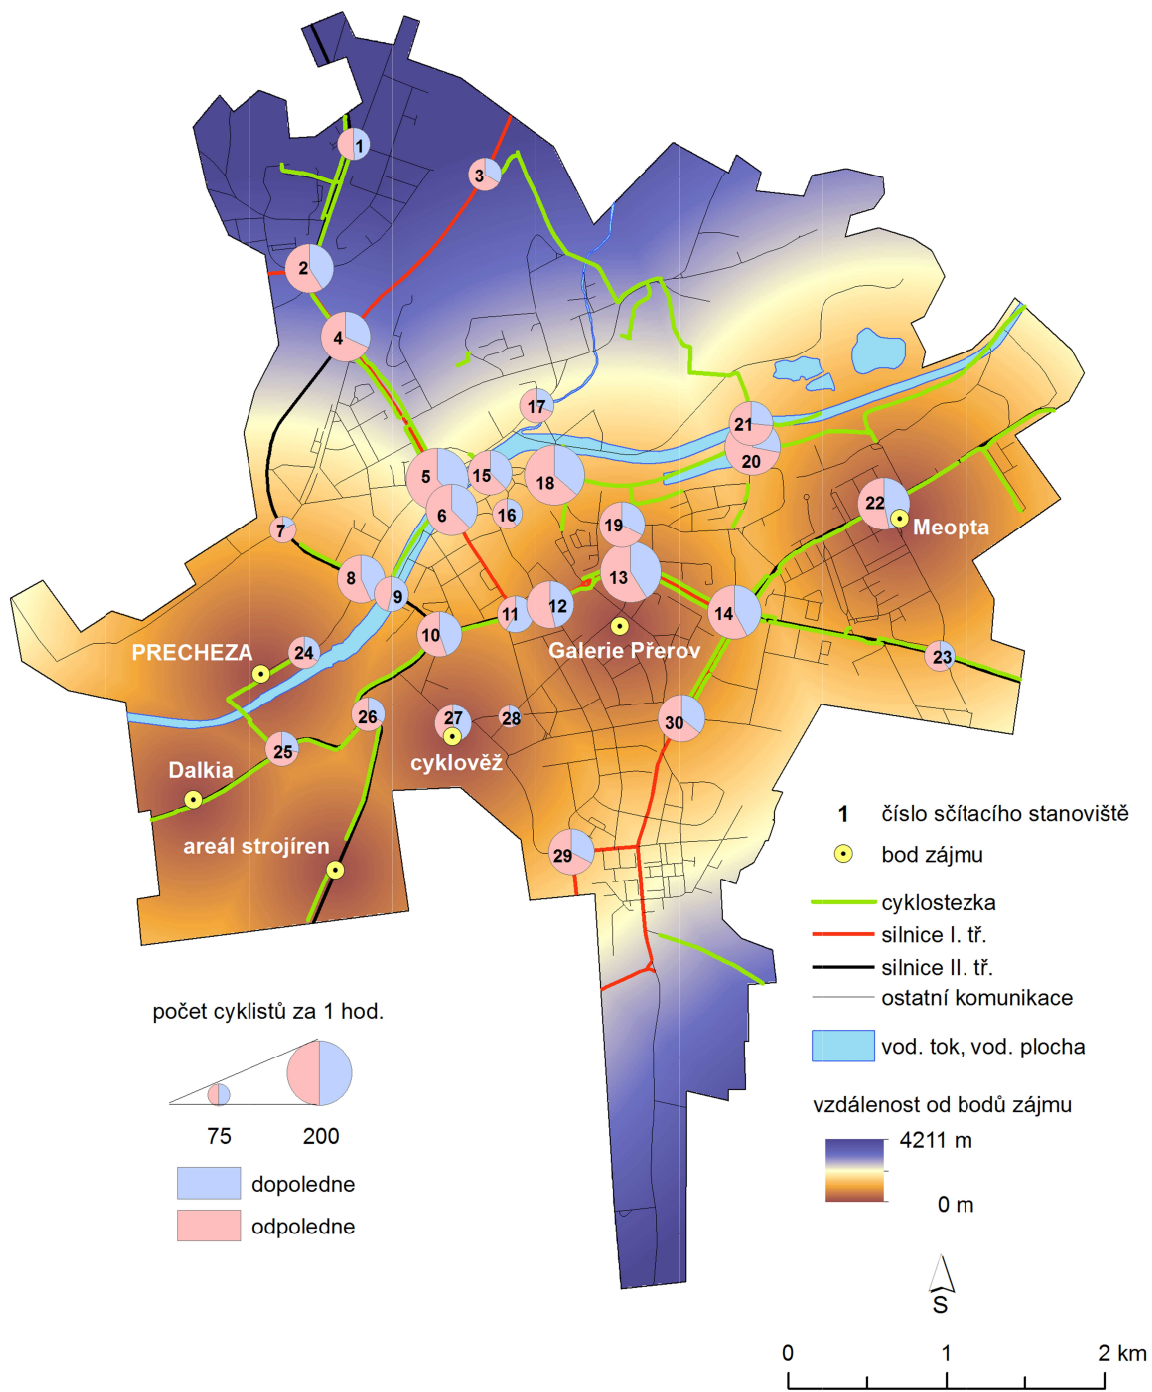 1
3
2
4
17
21
20
5
15
18
6
16
22
Meopta
7
19
8
13
9
12
11
14
10
Galerie Přerov
24
PRECHEZA
23
26
27
28
30
25
cyklověž
Dalkia
areál strojíren
29
1 číslo sčítacího stanoviště
bod zájmu
cyklostezka
silnice I. tř.
silnice II. tř.
ostatní komunikace
vod. tok, vod. plocha
počet cyklistů za 1 hod.
75 200
dopoledne
odpoledne
vzdálenost od bodů zájmu
4211 m
0 m
S
0 1 2 km